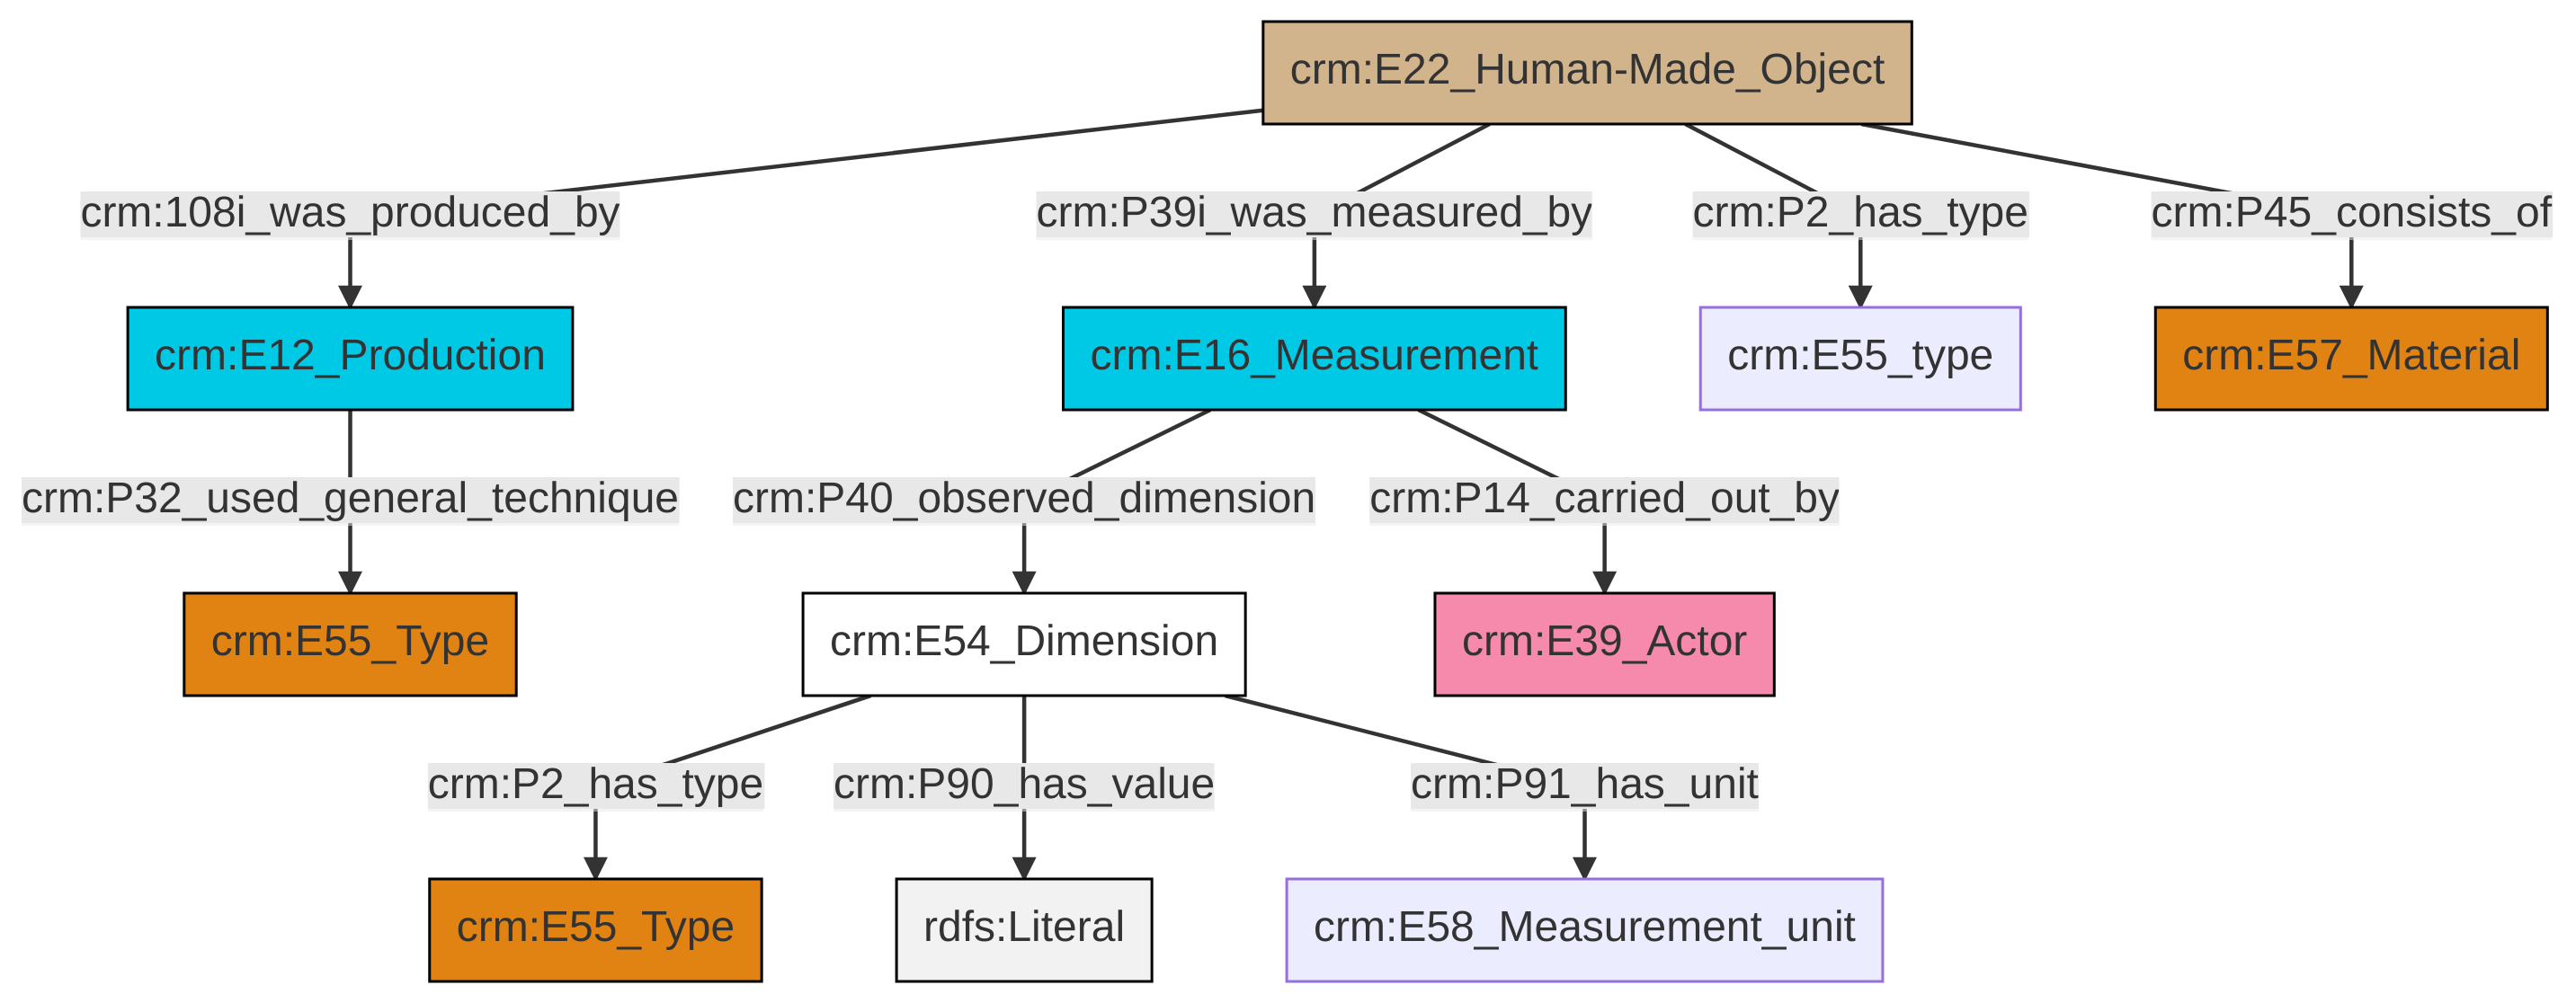 crm:E22_Human-Made_Object
crm:108i_was_produced_by
crm:P39i_was_measured_by
crm:P2_has_type
crm:P45_consists_of
crm:E12_Production
crm:E16_Measurement
crm:E55_type
crm:E57_Material
crm:P32_used_general_technique
crm:P40_observed_dimension
crm:P14_carried_out_by
crm:E55_Type
crm:E54_Dimension
crm:E39_Actor
crm:P2_has_type
crm:P90_has_value
crm:P91_has_unit
crm:E55_Type
rdfs:Literal
crm:E58_Measurement_unit